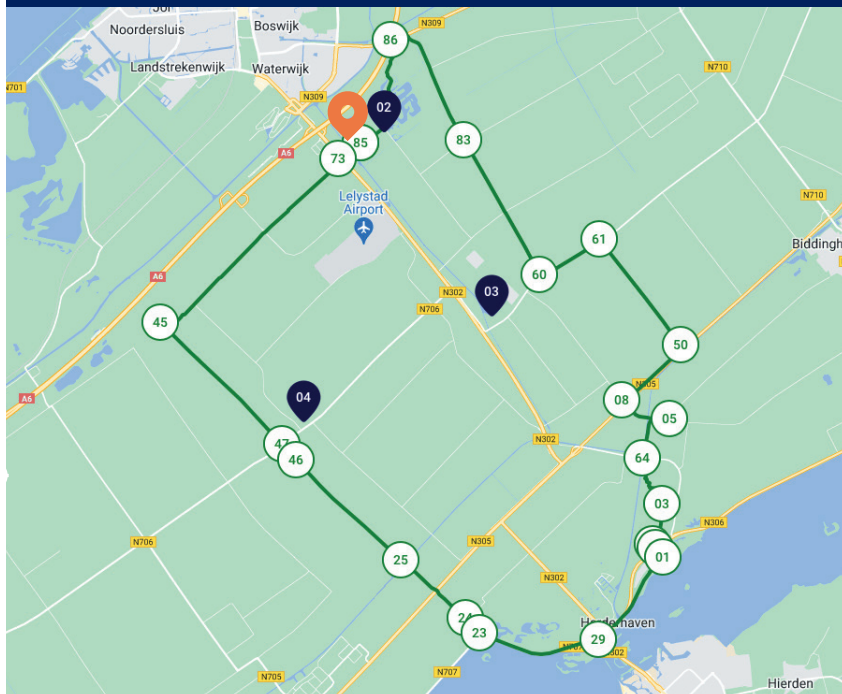 Noordersluis
Boswijk
N309
86
N701
Landstrekenwijk
Waterwijk
N710
N309
02
85
83
73
A6
Lelystad
Airport
N710
61
Biddingh
60
A6
N302
03
N706
45
50
A6
04
08
N305
05
47
46
N302
64
03
N306
N706
N305
01
25
N302
24
23
Harderhaven
29
N707
N302
N705
N707
Hierden